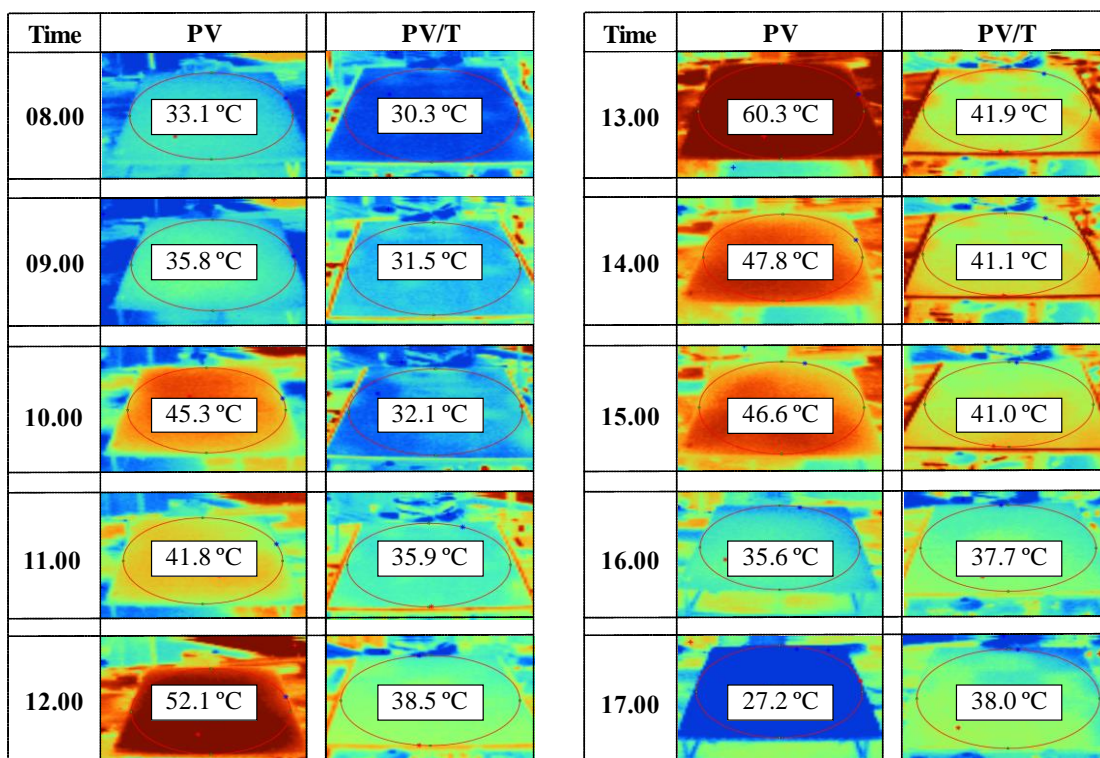 Time PV PV/T
08.00 33.1 ºC 30.3 ºC
09.00 35.8 ºC 31.5 ºC
10.00 45.3 ºC 32.1 ºC
11.00 41.8 ºC 35.9 ºC
12.00 52.1 ºC 38.5 ºC
Time PV PV/T
13.00 60.3 ºC 41.9 ºC
14.00 47.8 ºC 41.1 ºC
15.00 46.6 ºC 41.0 ºC
16.00 35.6 ºC 37.7 ºC
17.00 27.2 ºC 38.0 ºC